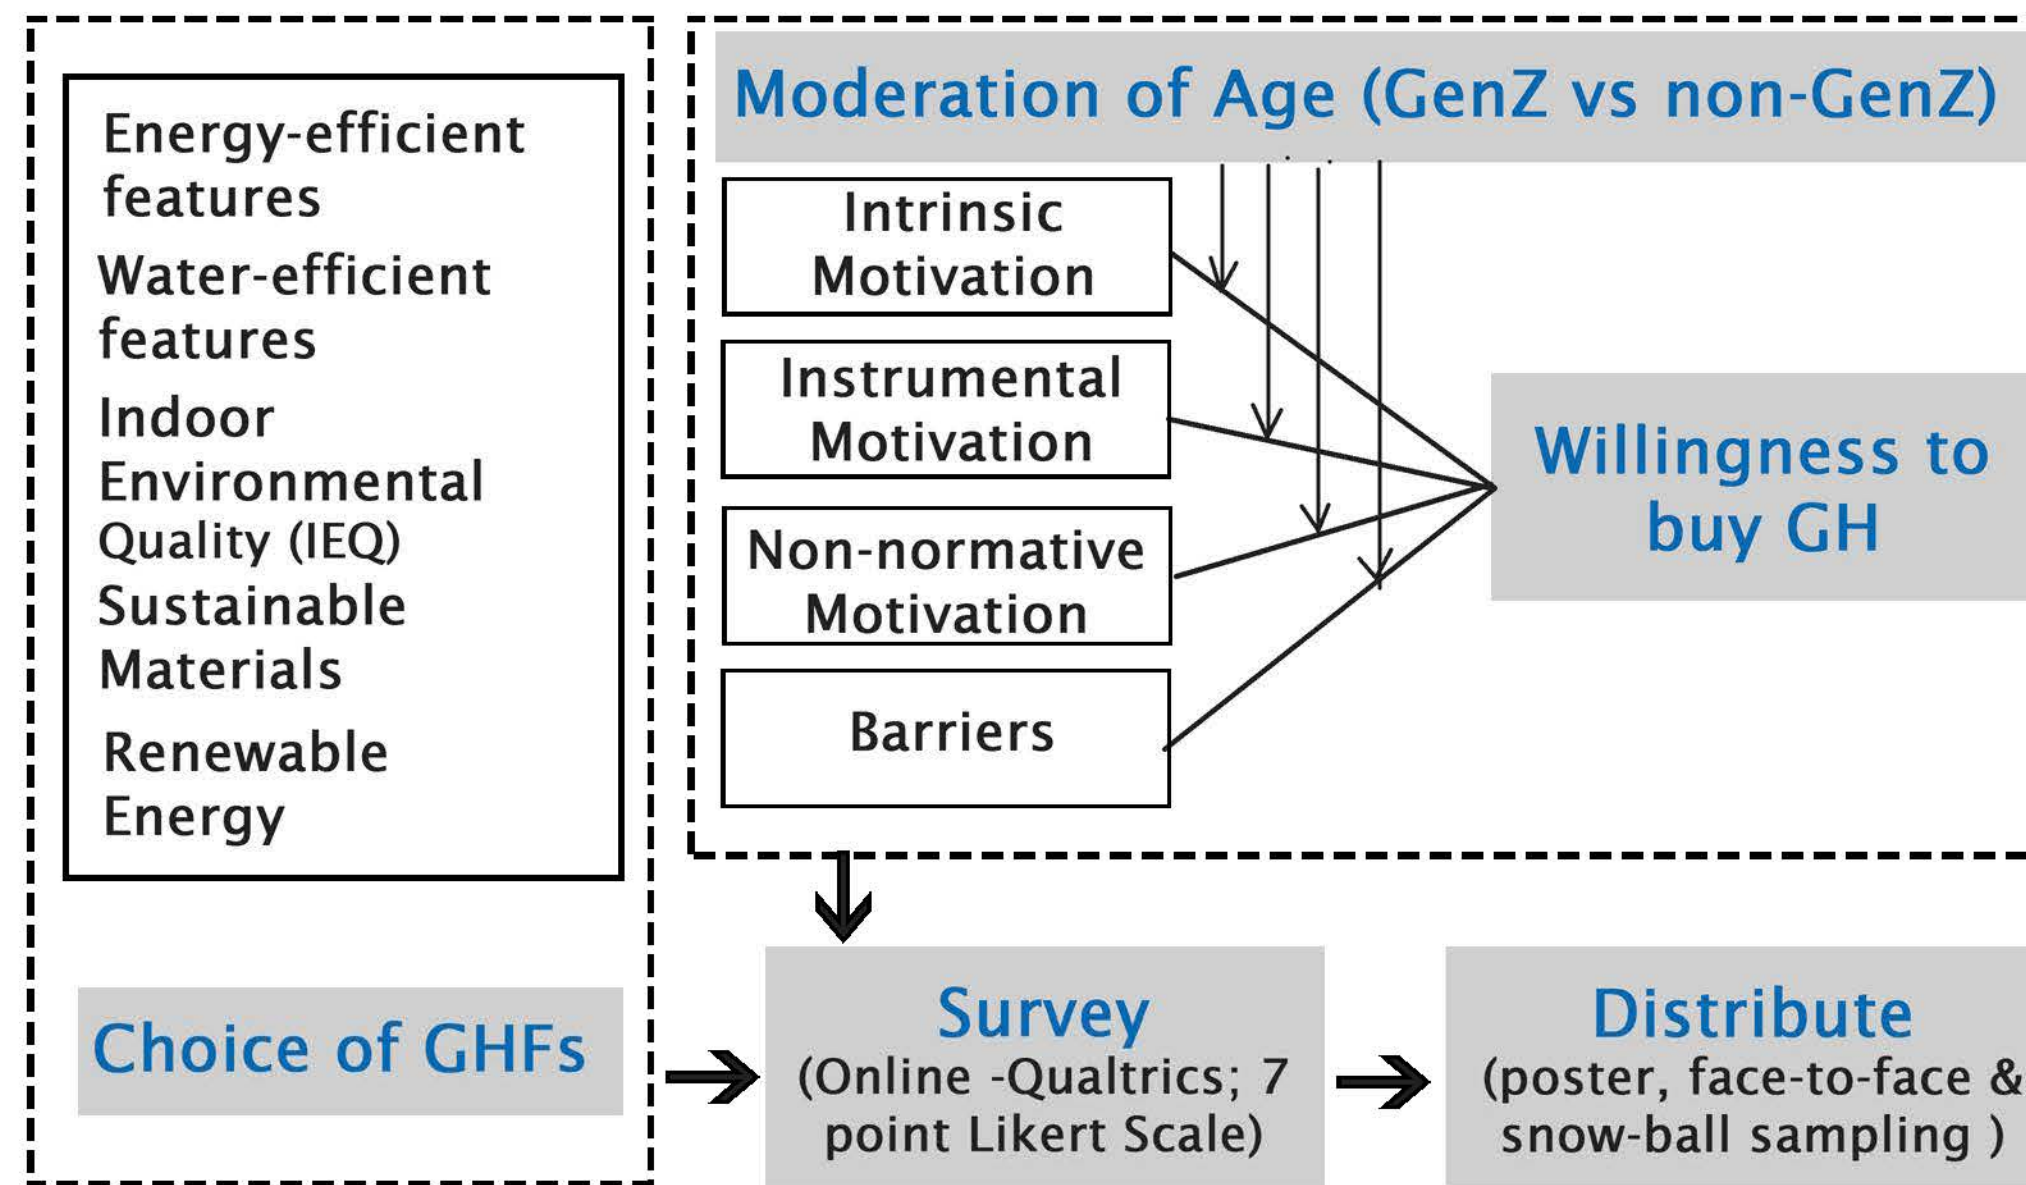 Energy-efficient
features
Water-efficient
features
Indoor
Environmental
Quality (IEQ)
Sustainable
Materials
Renewable
Energy
Choice of GHFs
Moderation of Age (GenZ vs non-GenZ)
Intrinsic
Motivation
Instrumental
Motivation
Non-normative
Motivation
Barriers
Willingness to
buy GH
Survey
(Online -Qualtrics; 7
point Likert Scale)
Distribute
(poster, face-to-face &
snow-ball sampling )